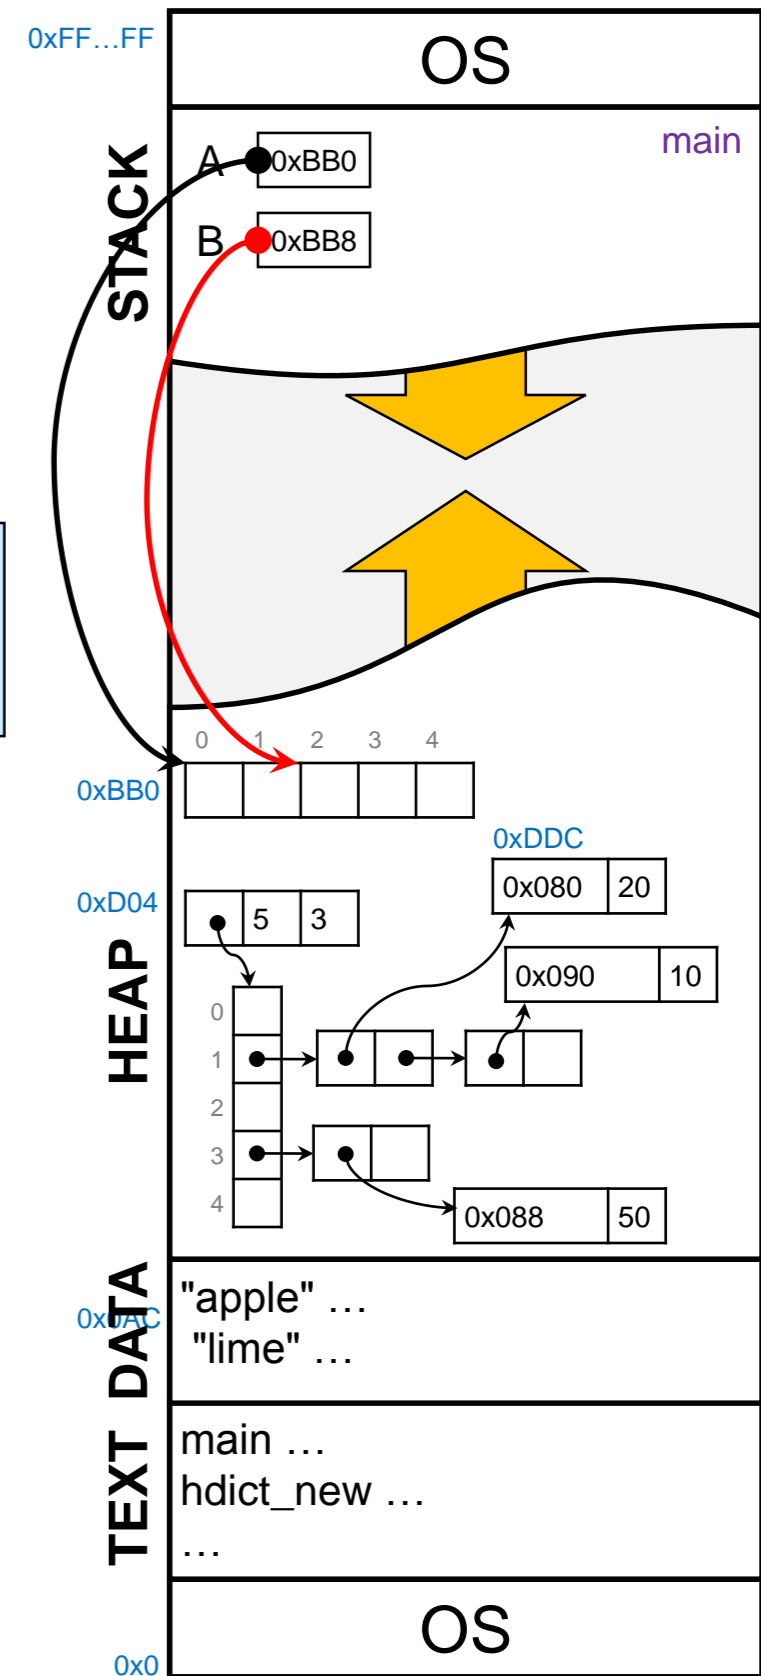 0xFF…FF
OS
main
STACK
A
0xBB0
B
0xBB8
0 1 2 3 4
0xBB0
0xDDC
0x080 20
0xD04
5 3
0x090 10
HEAP
0
1
2
3
4
0x088 50
DATA
0x0AC
"apple" …
"lime" …
TEXT
main …
hdict_new …
…
OS
0x0